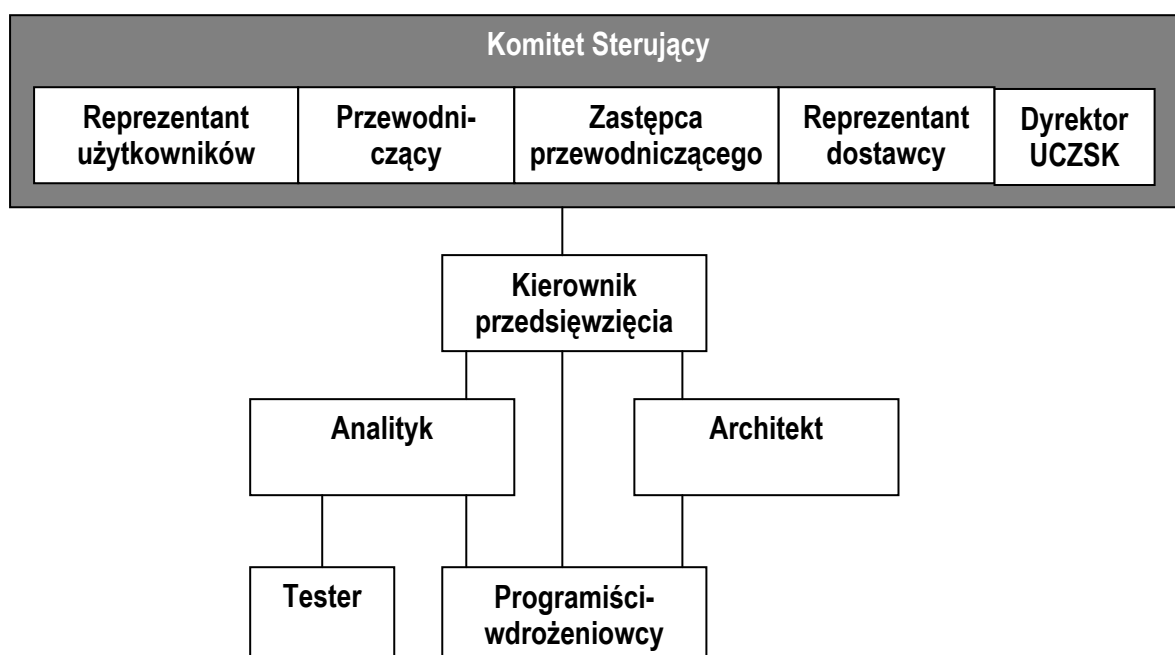 Komitet Sterujący
Reprezentant
użytkowników
Przewodni-
czący
Zastępca
przewodniczącego
Reprezentant
dostawcy
Dyrektor
UCZSK
Kierownik
przedsięwzięcia
Analityk
Architekt
Tester
Programiści-
wdrożeniowcy